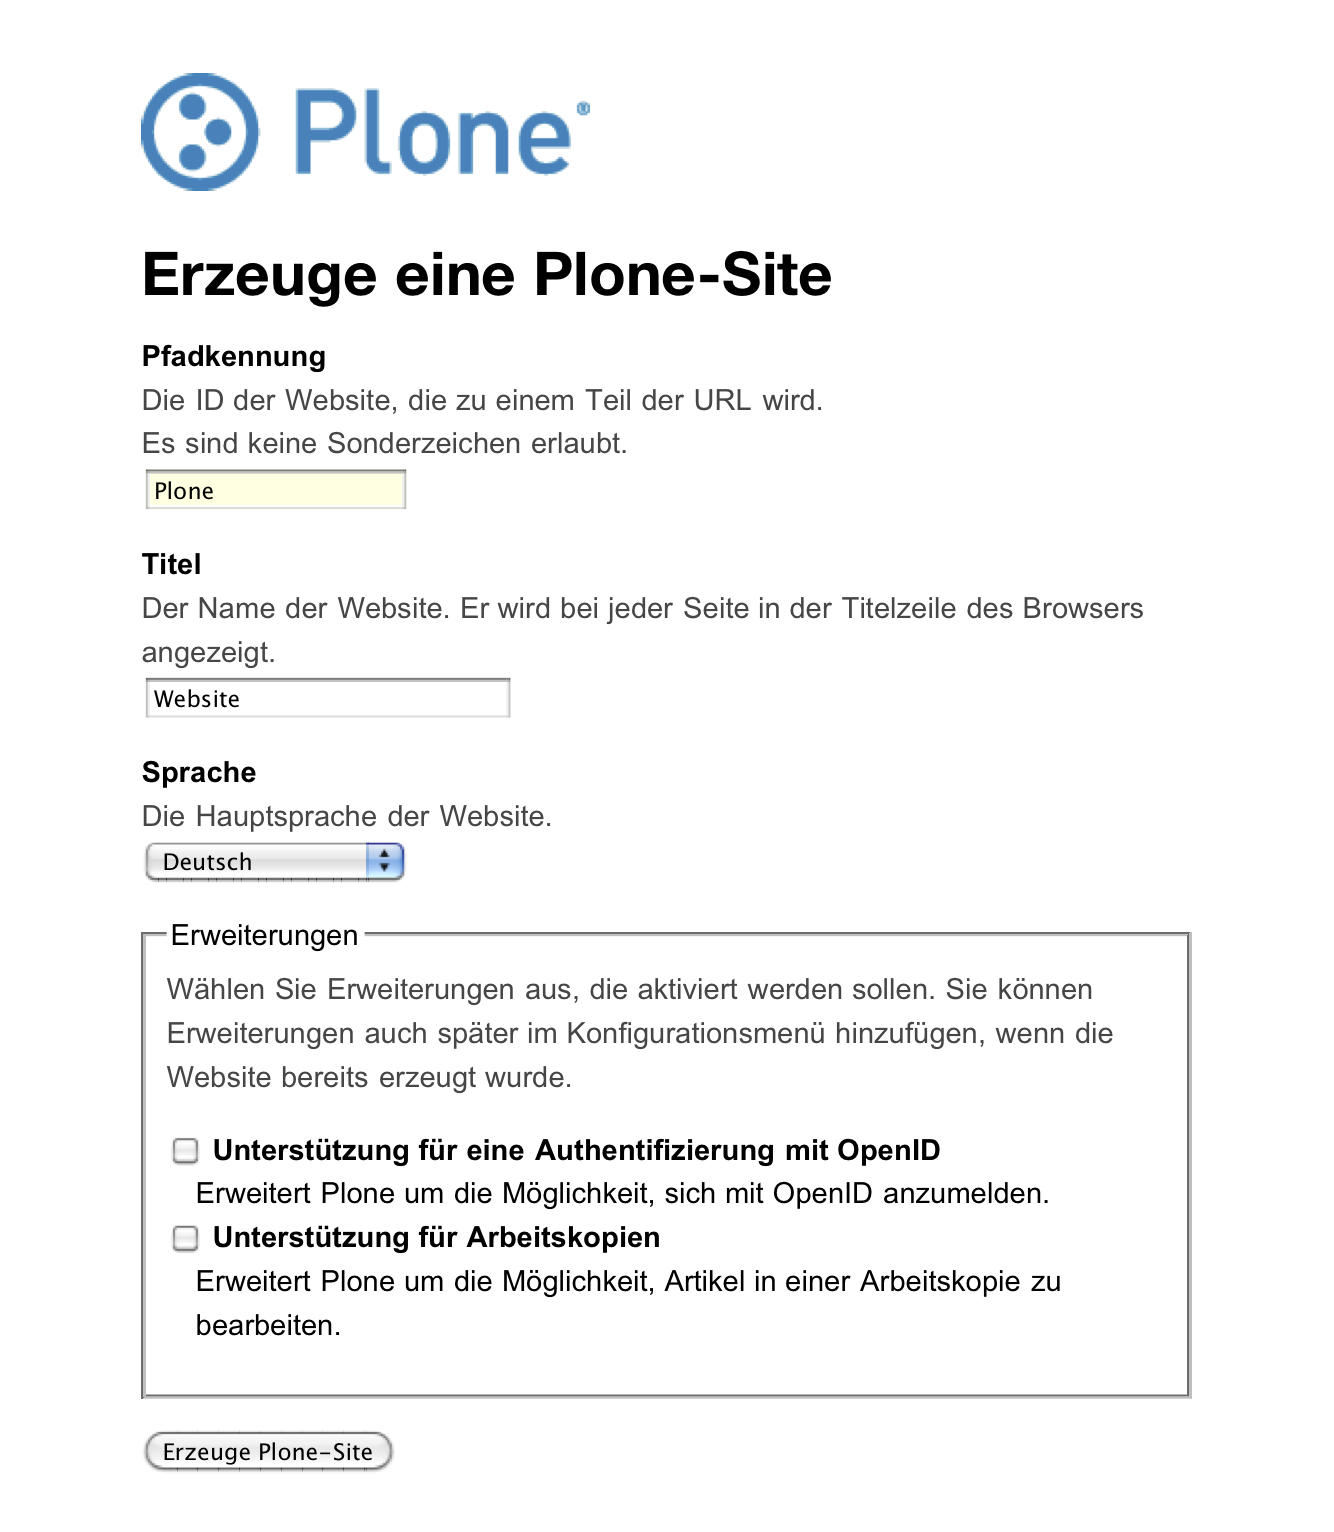 Plone®
Erzeuge eine Plone-Site
Pfadkennung
Die ID der Website, die zu einem Teil der URL wird.
Es sind keine Sonderzeichen erlaubt.
Plone
Titel
Der Name der Website. Er wird bei jeder Seite in der Titelzeile des Browsers
angezeigt.
Website
Sprache
Die Hauptsprache der Website.
Deutsch
Erweiterungen
Wählen Sie Erweiterungen aus, die aktiviert werden sollen. Sie können
Erweiterungen auch später im Konfigurationsmenü hinzufügen, wenn die
Website bereits erzeugt wurde.
Unterstützung für eine Authentifizierung mit OpenID
Erweitert Plone um die Möglichkeit, sich mit OpenID anzumelden.
Unterstützung für Arbeitskopien
Erweitert Plone um die Möglichkeit, Artikel in einer Arbeitskopie zu
bearbeiten.
Erzeuge Plone-Site